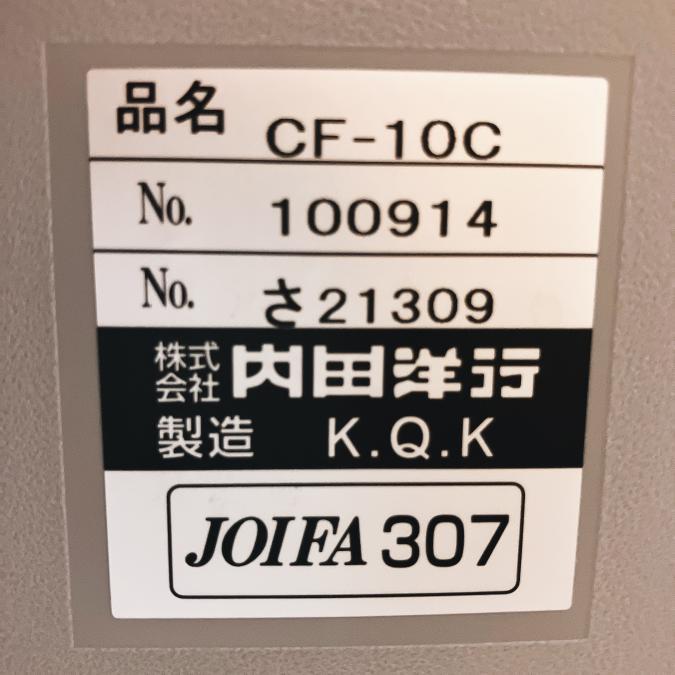 品名 CF-10C
No. 100914
No. さ21309
株式会社 内田洋行
製造 K.Q.K
JOIFA 307